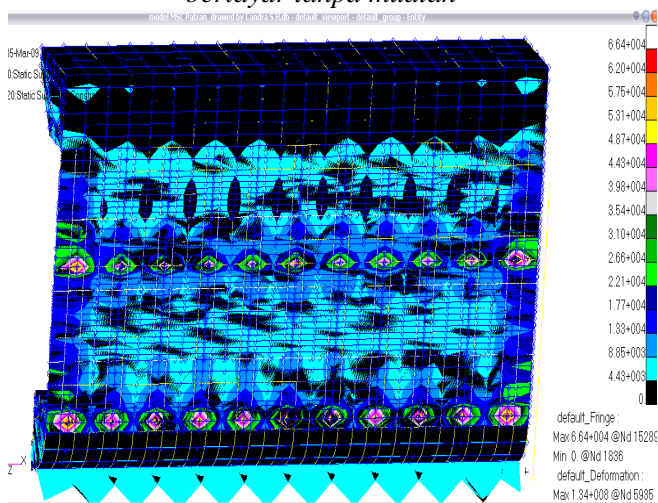 berlayar tanpa muatan
model MSC Patran_drawed by Candra S H.db - default_viewport - default_group - Entity
15-Mar-09
0:Static Su
20:Static Su
6.64+004
6.20+004
5.75+004
5.31+004
4.87+004
4.43+004
3.98+004
3.54+004
3.10+004
2.66+004
2.21+004
1.77+004
1.33+004
8.85+003
4.43+003
0.
default_Fringe :
Max 6.64+004 @Nd 15289
Min 0. @Nd 1836
default_Deformation :
Max 1.34+008 @Nd 5935
X
Z